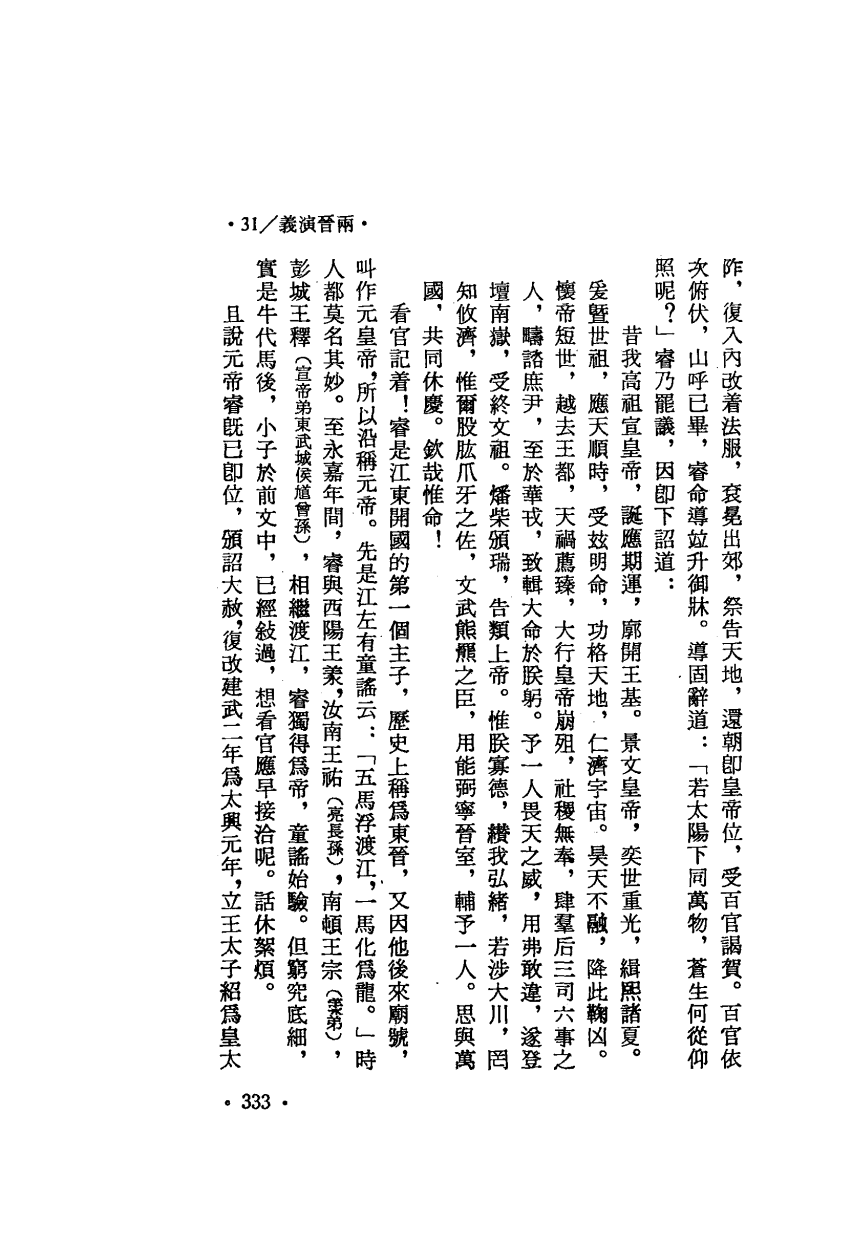 ·31／義演晉兩·
阼，復入內改着法服，袞冕出郊，祭告天地，還朝卽皇帝位，受百官謁賀。百官依
次俯伏，山呼已畢，睿命導竝升御牀。導固辭道：「若太陽下同萬物，蒼生何從仰
照呢？」睿乃罷議，因卽下詔道：
昔我高祖宣皇帝，誕應期運，廓開王基。景文皇帝，奕世重光，緝熙諸夏。
爰曁世祖，應天順時，受玆明命，功格天地，仁濟宇宙。昊天不融，降此鞠凶。
懷帝短世，越去王都，天禍薦臻，大行皇帝崩殂，社稷無奉，肆羣后三司六事之
人，疇諮庶尹，至於華戎，致輯大命於朕躬。予一人畏天之威，用弗敢違，遂登
壇南嶽，受終文祖。燔柴頒瑞，告類上帝。惟朕寡德，纘我弘緒，若涉大川，罔
知攸濟，惟爾股肱爪牙之佐，文武熊羆之臣，用能弼寧晉室，輔予一人。思與萬
國，共同休慶。欽哉惟命！
看官記着！睿是江東開國的第一個主子，歷史上稱爲東晉，又因他後來廟號，
叫作元皇帝，所以沿稱元帝。先是江左有童謠云：「五馬浮渡江，一馬化爲龍。」時
人都莫名其妙。至永嘉年間，睿與西陽王羕，汝南王祐（亮長孫），南頓王宗（羕弟），
彭城王釋（宣帝弟東武城侯馗曾孫），相繼渡江，睿獨得爲帝，童謠始驗。但窮究底細，
實是牛代馬後，小子於前文中，已經敍過，想看官應早接洽呢。話休絮煩。
且說元帝睿旣已卽位，頒詔大赦，復改建武二年爲太興元年，立王太子紹爲皇太
·333·